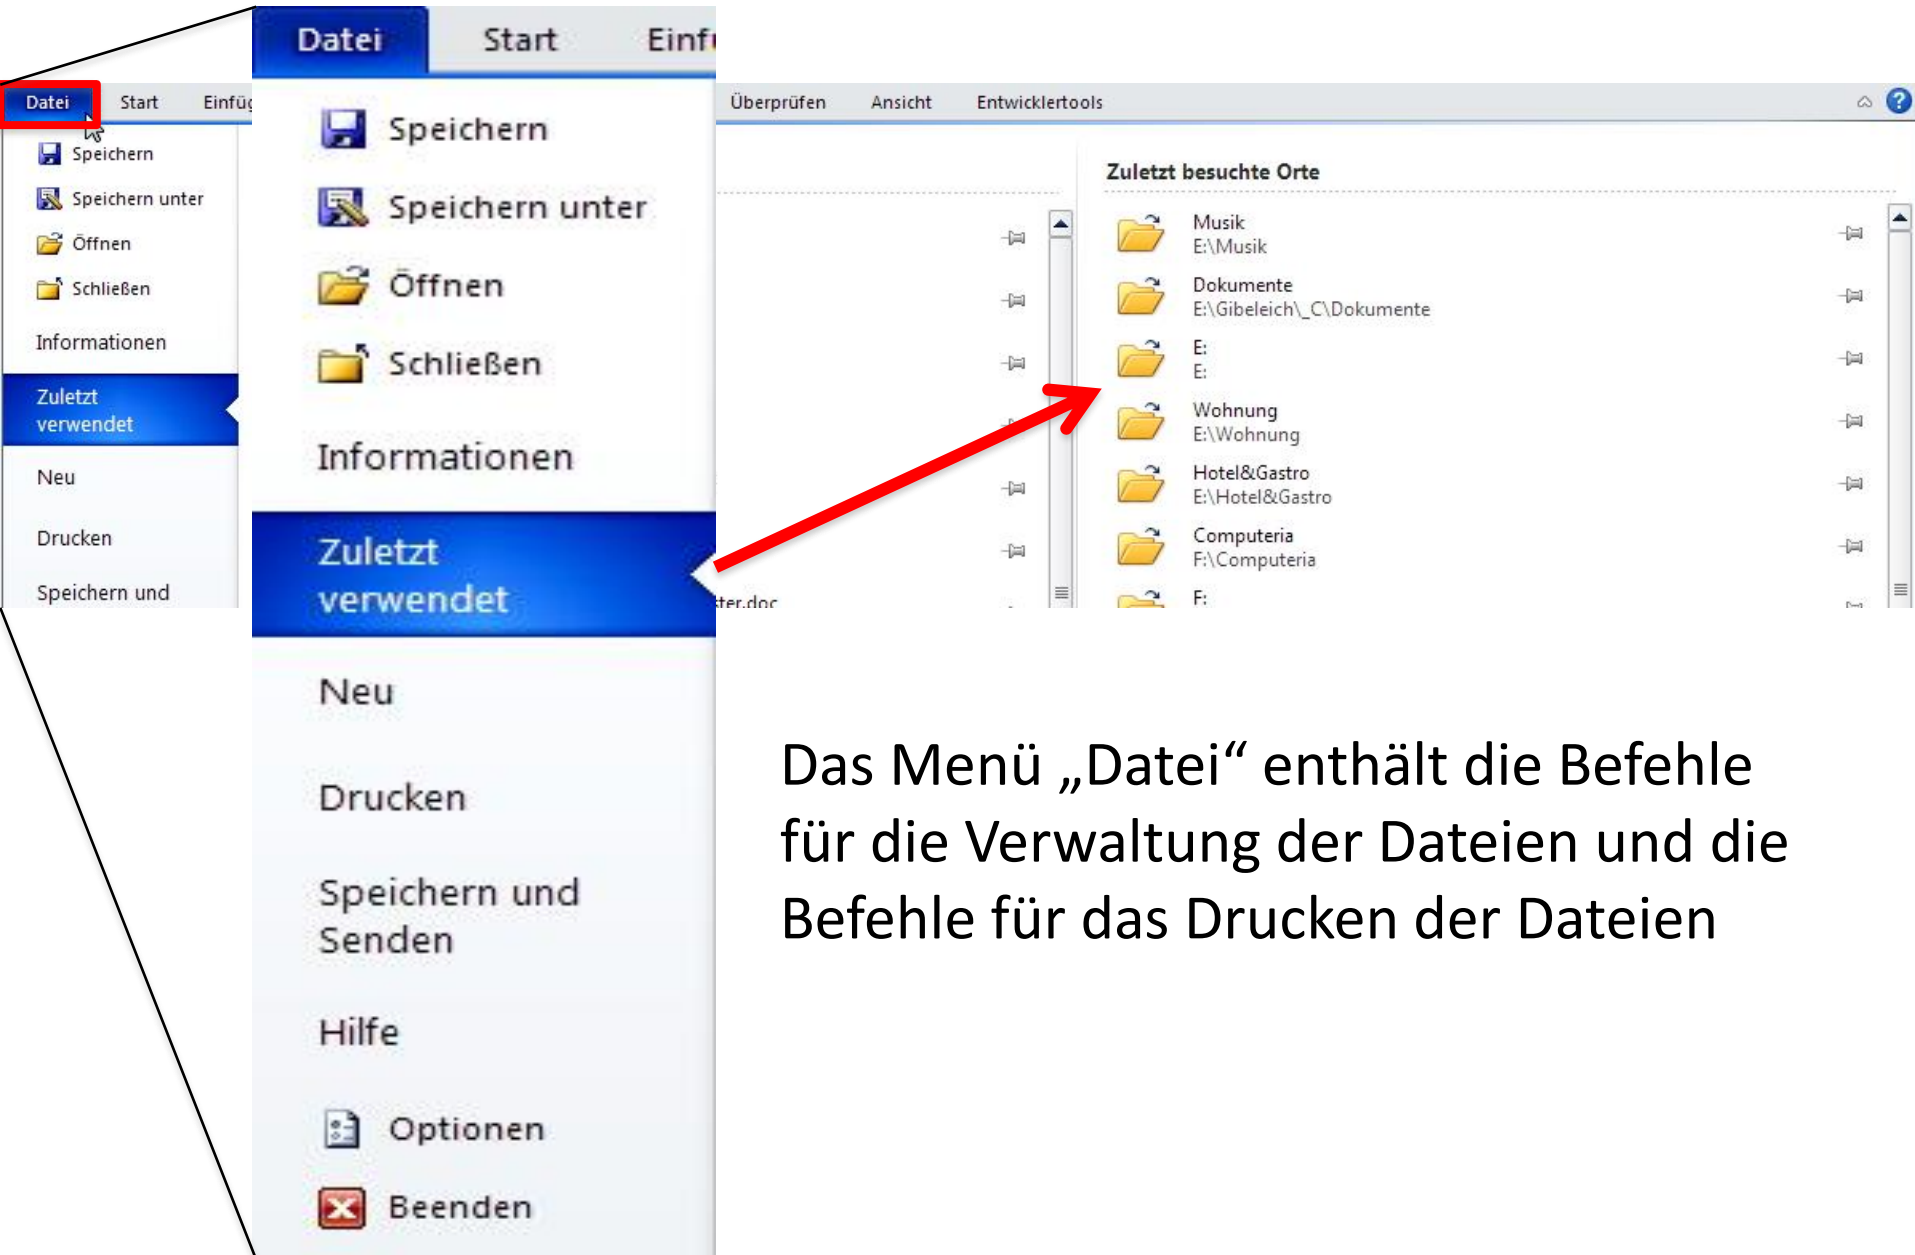 Datei Start Einfü
Datei Start Einfüg
Überprüfen Ansicht Entwicklertools
Speichern
Speichern unter
Öffnen
Schließen
Informationen
Zuletzt
verwendet
Neu
Drucken
Speichern und
Speichern
Speichern unter
Öffnen
Schließen
Informationen
Zuletzt
verwendet
Neu
Drucken
Speichern und
Senden
Hilfe
Optionen
Beenden
ster.doc
Zuletzt besuchte Orte
Musik
E:\Musik
Dokumente
E:\Gibeleich\_C\Dokumente
E:
E:
Wohnung
E:\Wohnung
Hotel&Gastro
E:\Hotel&Gastro
Computeria
F:\Computeria
F:
Das Menü „Datei“ enthält die Befehle
für die Verwaltung der Dateien und die
Befehle für das Drucken der Dateien